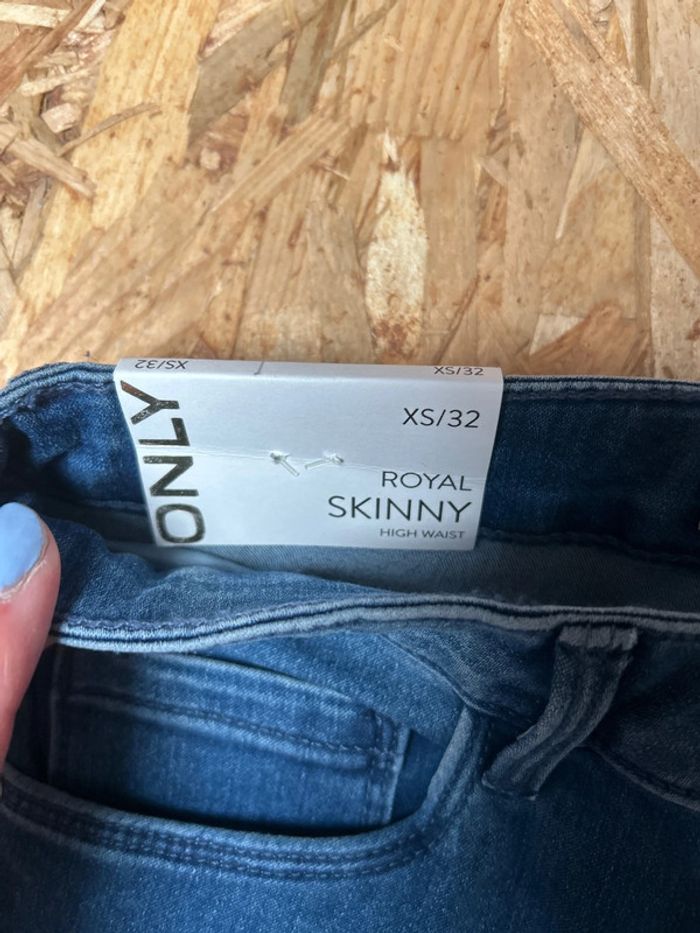 XS/32
XS/32
XS/32
ONLY
ROYAL
SKINNY
HIGH WAIST